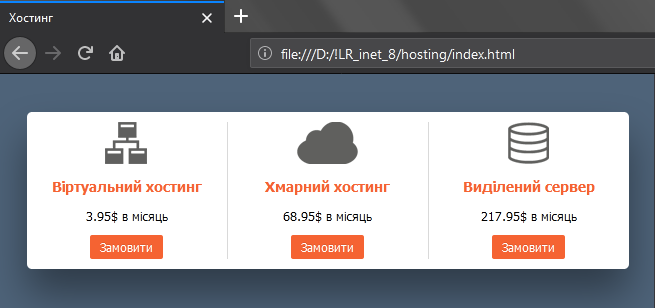 Хостинг
file:///D:/!LR_inet_8/hosting/index.html
Віртуальний хостинг
3.95$ в місяць
Замовити
Хмарний хостинг
68.95$ в місяць
Замовити
Виділений сервер
217.95$ в місяць
Замовити